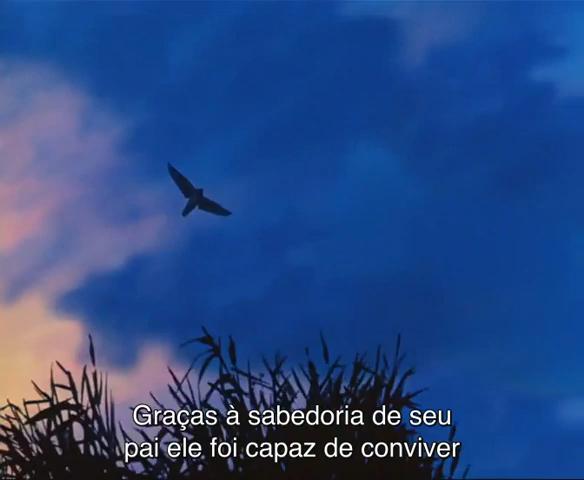 Graças à sabedoria de seu
pai ele foi capaz de conviver